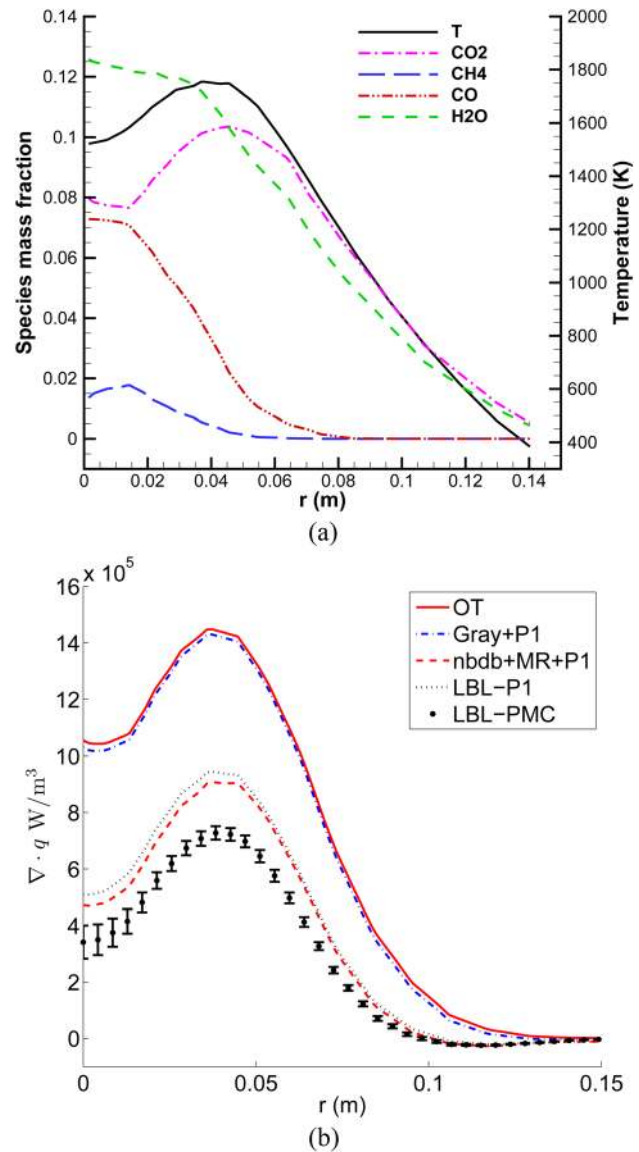 T
CO2
CH4
CO
H2O
Species mass fraction
0.14
0.12
0.1
0.08
0.06
0.04
0.02
0
Temperature (K)
2000
1800
1600
1400
1200
1000
800
600
400
0 0.02 0.04 0.06 0.08 0.1 0.12 0.14
r (m)
(a)
× 10⁵
16
14
12
10
8
6
4
2
0
∇ · q W/m³
OT
Gray+P1
nbdb+MR+P1
LBL−P1
LBL−PMC
0 0.05 0.1 0.15
r (m)
(b)